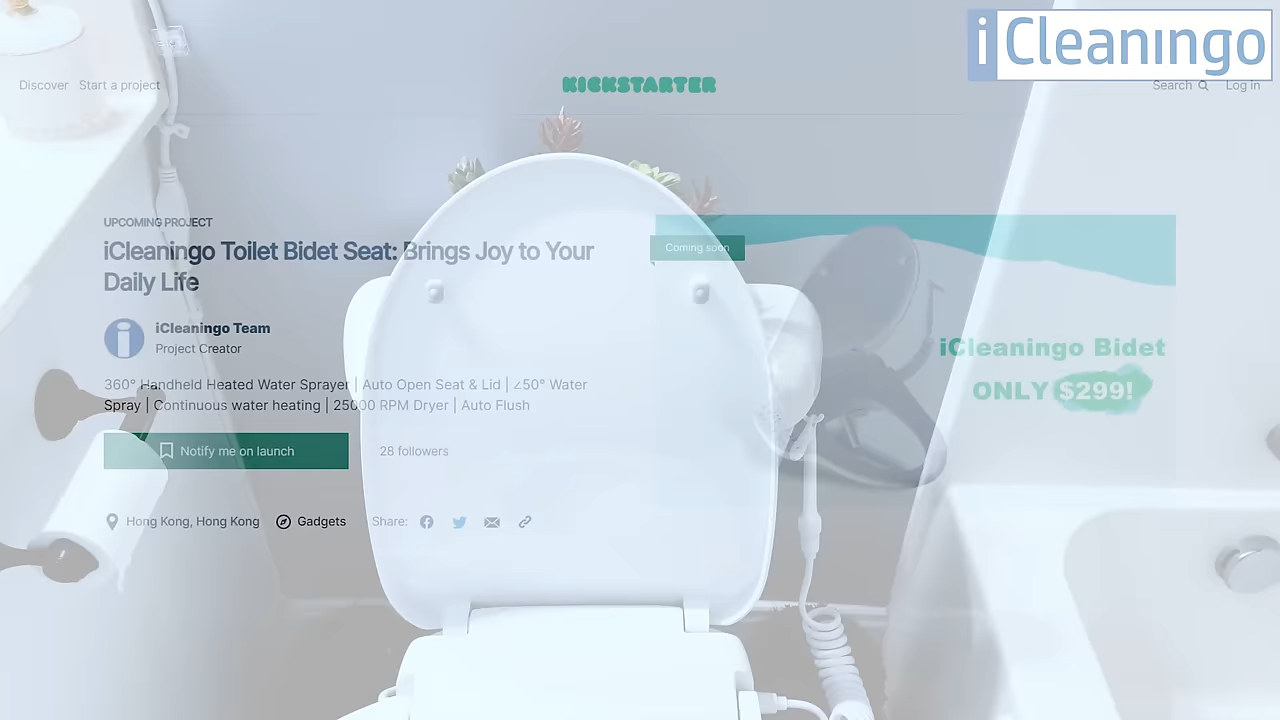 i Cleaningo
Discover Start a project
KICKSTARTER
Search Log in
UPCOMING PROJECT
iCleaningo Toilet Bidet Seat: Brings Joy to Your
Daily Life
iCleaningo Team
Project Creator
360° Handheld Heated Water Sprayer | Auto Open Seat & Lid | ∠50° Water
Spray | Continuous water heating | 25000 RPM Dryer | Auto Flush
Notify me on launch
28 followers
Hong Kong, Hong Kong Gadgets Share:
Coming soon
iCleaningo Bidet
ONLY $299!